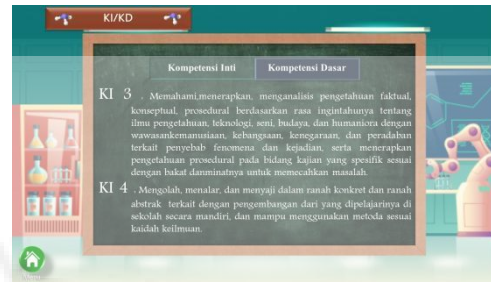 KI/KD
Kompetensi Inti
Kompetensi Dasar
KI 3 . Memahami,menerapkan, menganalisis pengetahuan faktual,
konseptual, prosedural berdasarkan rasa ingintahunya tentang
ilmu pengetahuan, teknologi, seni, budaya, dan humaniora dengan
wawasankemanusiaan, kebangsaan, kenegaraan, dan peradaban
terkait penyebab fenomena dan kejadian, serta menerapkan
pengetahuan prosedural pada bidang kajian yang spesifik sesuai
dengan bakat danminatnya untuk memecahkan masalah.
KI 4 . Mengolah, menalar, dan menyaji dalam ranah konkret dan ranah
abstrak terkait dengan pengembangan dari yang dipelajarinya di
sekolah secara mandiri, dan mampu menggunakan metoda sesuai
kaidah keilmuan.